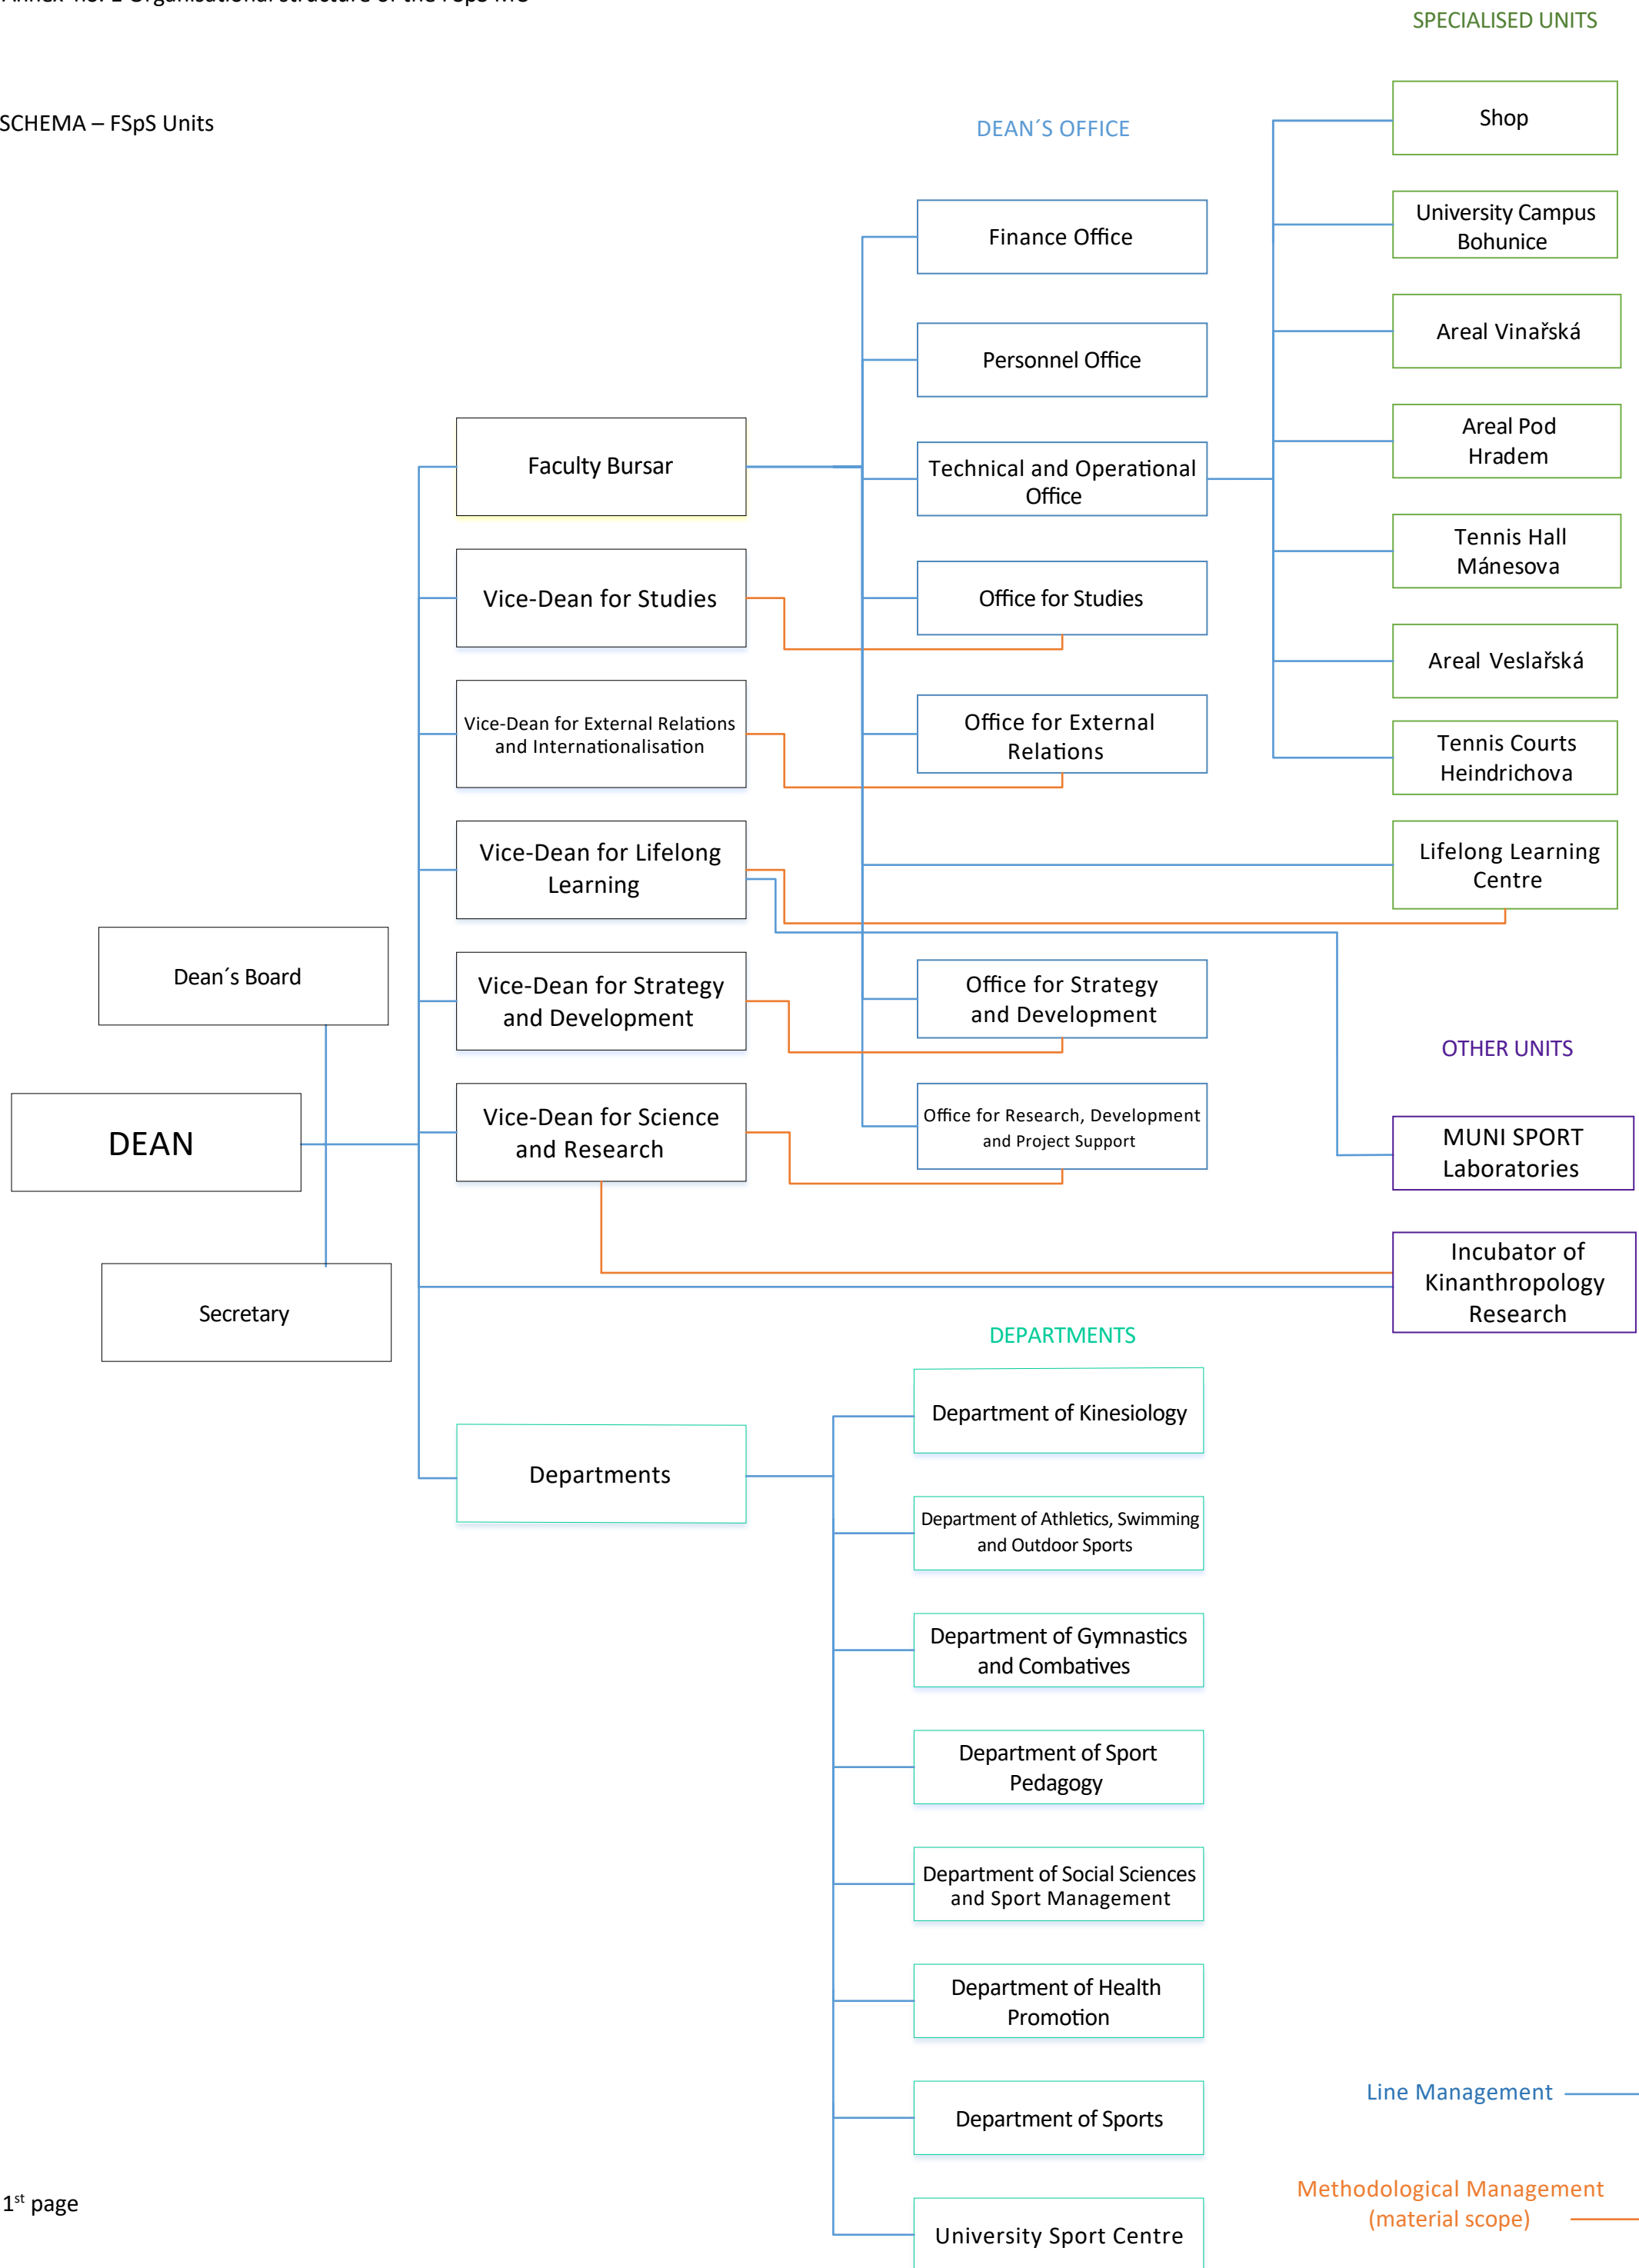 Organisational structure of the FSpS MU
SPECIALISED UNITS
SCHEMA – FSpS Units
DEAN´S OFFICE
Shop
University Campus
Bohunice
Finance Office
Areal Vinařská
Personnel Office
Areal Pod
Hradem
Faculty Bursar
Technical and Operational
Office
Tennis Hall
Mánesova
Vice-Dean for Studies
Office for Studies
Areal Veslařská
Vice-Dean for External Relations
and Internationalisation
Office for External
Relations
Tennis Courts
Heindrichova
Vice-Dean for Lifelong
Learning
Lifelong Learning
Centre
Dean´s Board
Vice-Dean for Strategy
and Development
Office for Strategy
and Development
OTHER UNITS
DEAN
Vice-Dean for Science
and Research
Office for Research, Development
and Project Support
MUNI SPORT
Laboratories
Incubator of
Kinanthropology
Research
Secretary
DEPARTMENTS
Departments
Department of Kinesiology
Department of Athletics, Swimming
and Outdoor Sports
Department of Gymnastics
and Combatives
Department of Sport
Pedagogy
Department of Social Sciences
and Sport Management
Department of Health
Promotion
Department of Sports
University Sport Centre
Line Management
Methodological Management
(material scope)
1st page